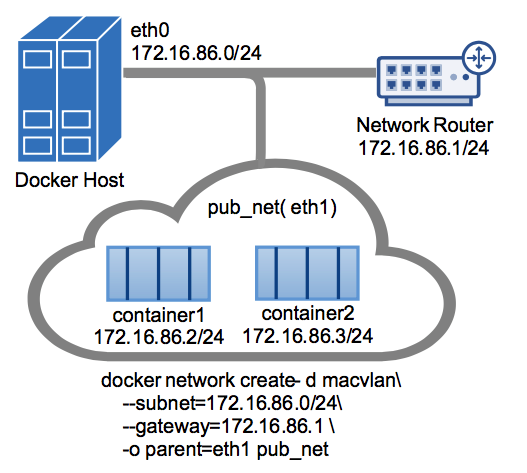 eth0
172.16.86.0/24
Network Router
172.16.86.1/24
Docker Host
pub_net( eth1)
container1
172.16.86.2/24
container2
172.16.86.3/24
docker network create- d macvlan\
--subnet=172.16.86.0/24\
--gateway=172.16.86.1 \
-o parent=eth1 pub_net